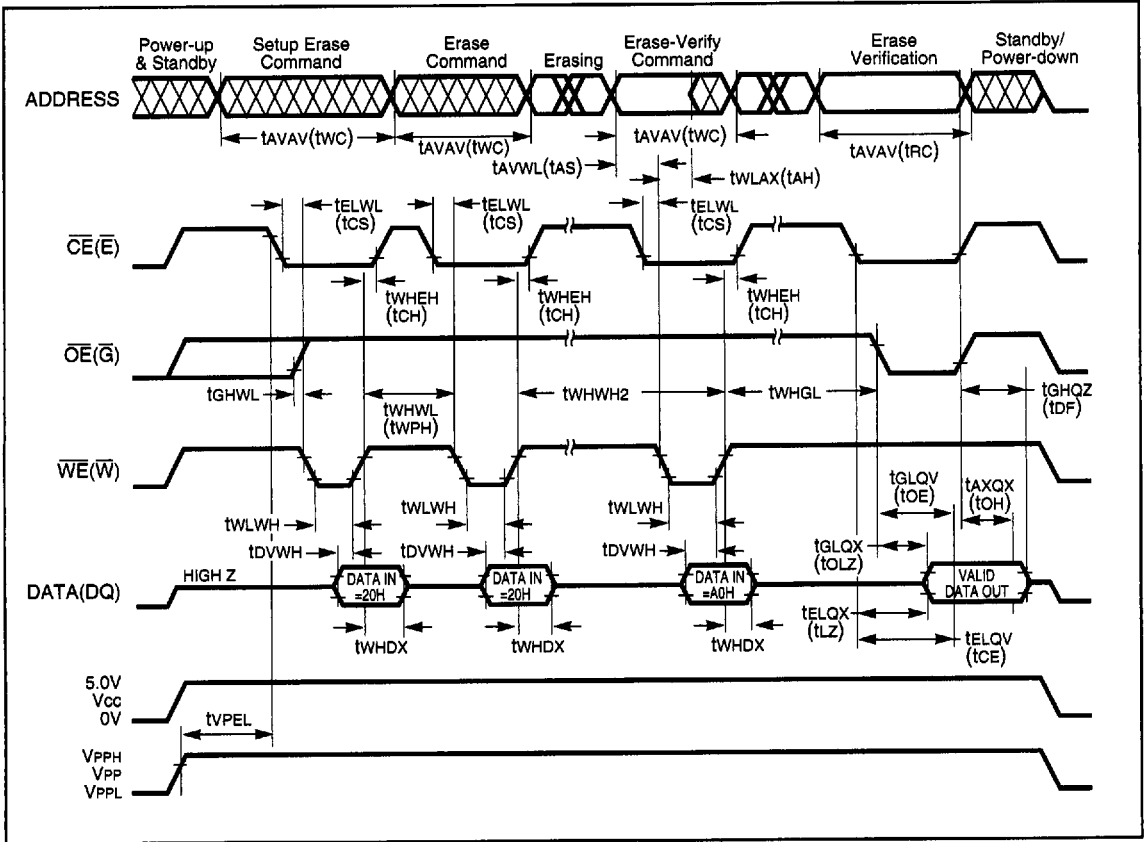 Power-up & Standby
Setup Erase Command
Erase Command
Erasing
Erase-Verify Command
Erase Verification
Standby/ Power-down
ADDRESS
tAVAV(tWC)
tAVAV(tWC)
tAVAV(tWC)
tAVAV(tRC)
tAVWL(tAS)
tWLAX(tAH)
tELWL (tCS)
tELWL (tCS)
tELWL (tCS)
CE(E)
tWHEH (tCH)
tWHEH (tCH)
tWHEH (tCH)
OE(G)
tGHWL
tWHWL (tWPH)
tWHWH2
tWHGL
tGHQZ (tDF)
WE(W)
tWLWH
tWLWH
tWLWH
tGLQV (tOE)
tAXQX (tOH)
tDVWH
tDVWH
tDVWH
tGLQX (tOLZ)
DATA(DQ)
HIGH Z
DATA IN =20H
DATA IN =20H
DATA IN =A0H
VALID DATA OUT
tWHDX
tWHDX
tWHDX
tELQX (tLZ)
tELQV (tCE)
5.0V
Vcc
0V
tVPEL
VPPH
VPP
VPPL